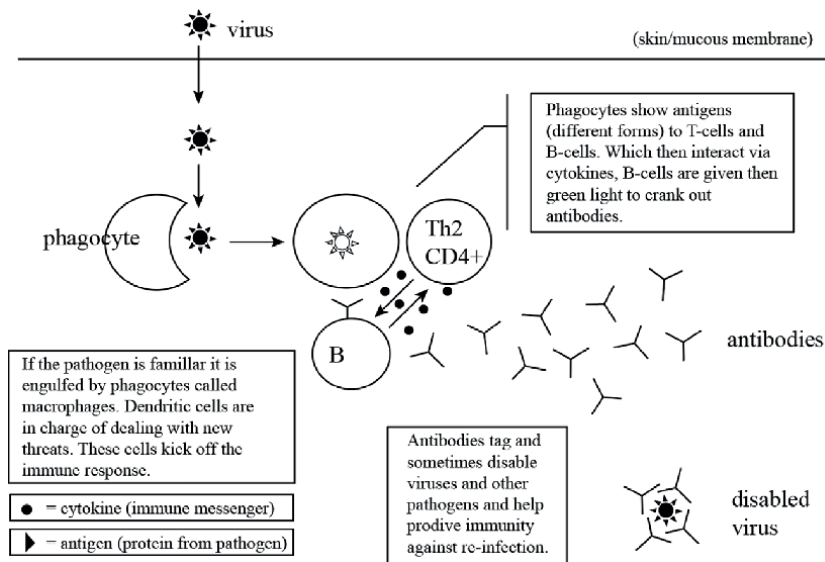 virus
(skin/mucous membrane)
Phagocytes show antigens
(different forms) to T-cells and
B-cells. Which then interact via
cytokines, B-cells are given then
green light to crank out
antibodies.
phagocyte
Th2
CD4+
B
antibodies
If the pathogen is familiar it is
engulfed by phagocytes called
macrophages. Dendritic cells are
in charge of dealing with new
threats. These cells kick off the
immune response.
Antibodies tag and
sometimes disable
viruses and other
pathogens and help
prodive immunity
against re-infection.
disabled
virus
= cytokine (immune messenger)
= antigen (protein from pathogen)